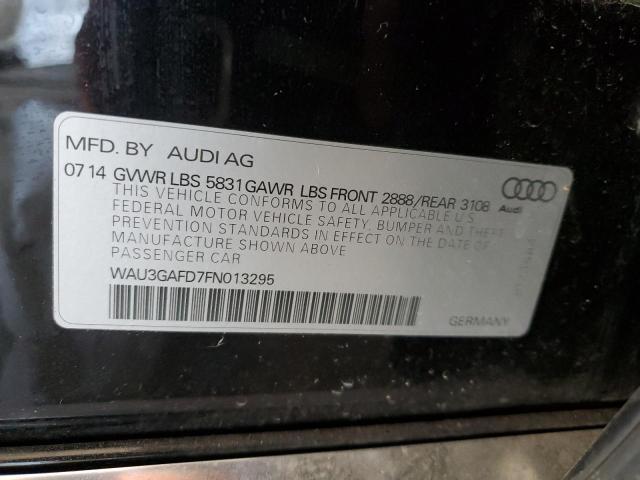 MFD. BY AUDI AG
07 14 GVWR LBS 5831 GAWR LBS FRONT 2888/REAR 3108
THIS VEHICLE CONFORMS TO ALL APPLICABLE U.S
FEDERAL MOTOR VEHICLE SAFETY, BUMPER AND THEFT
PREVENTION STANDARDS IN EFFECT ON THE DATE OF
MANUFACTURE SHOWN ABOVE
PASSENGER CAR
WAU3GAFD7FN013295
Audi
GERMANY